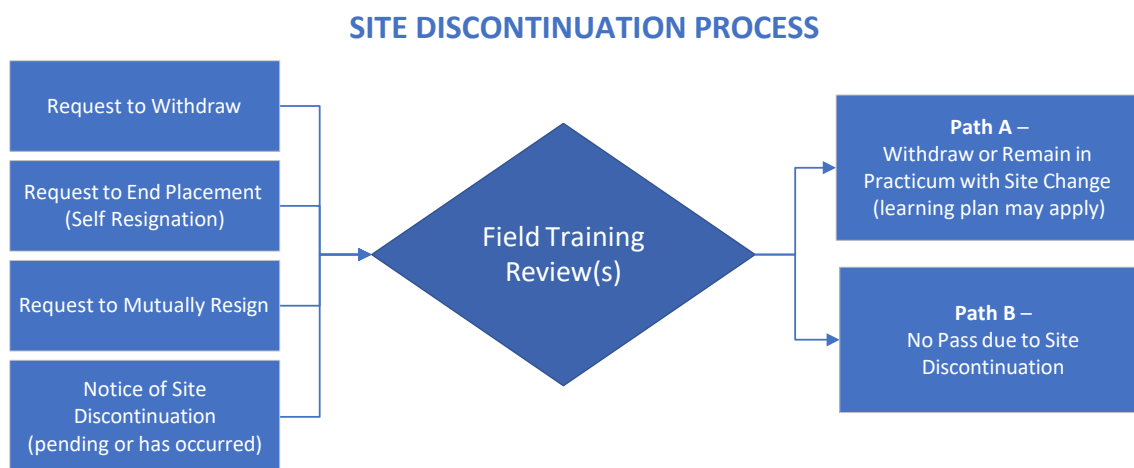 SITE DISCONTINUATION PROCESS
Request to Withdraw
Request to End Placement
(Self Resignation)
Request to Mutually Resign
Notice of Site
Discontinuation
(pending or has occurred)
Field Training
Review(s)
Path A –
Withdraw or Remain in
Practicum with Site Change
(learning plan may apply)
Path B –
No Pass due to Site
Discontinuation